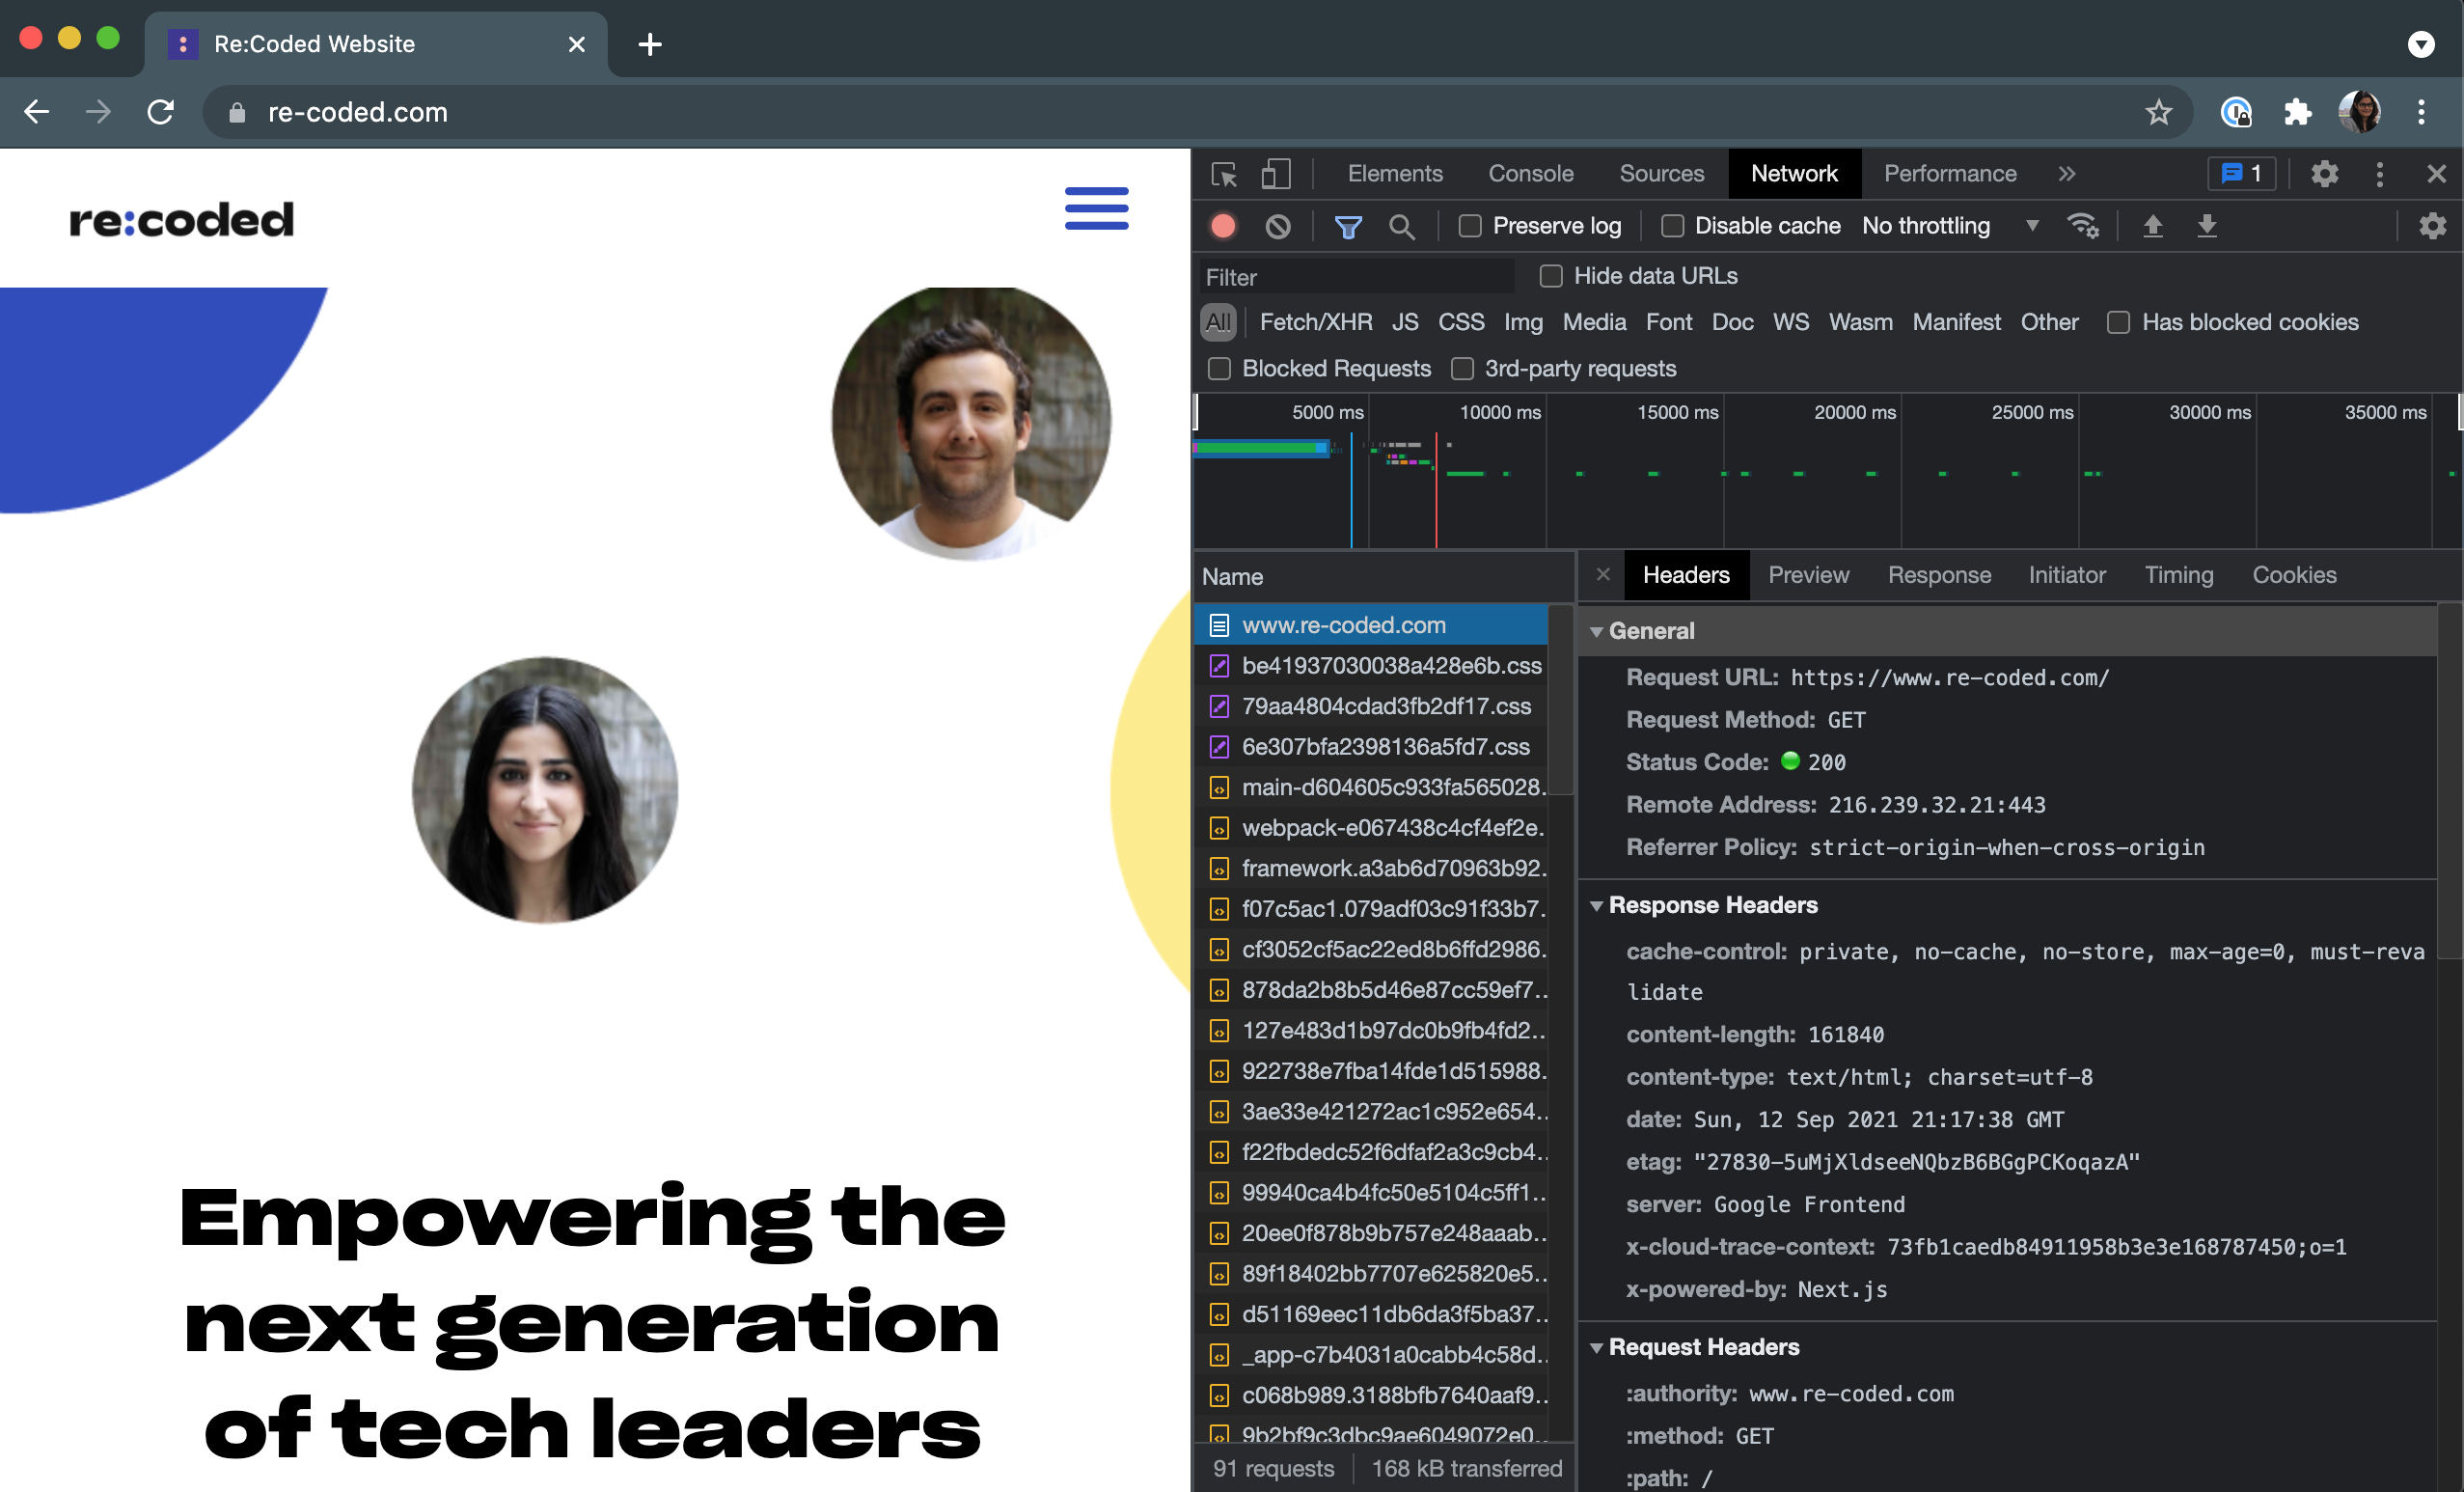 Re:Coded Website
re-coded.com
re:coded
Empowering the
next generation
of tech leaders
Elements Console Sources Network Performance 1
Preserve log Disable cache No throttling
Filter Hide data URLs
All Fetch/XHR JS CSS Img Media Font Doc WS Wasm Manifest Other Has blocked cookies
Blocked Requests 3rd-party requests
5000 ms 10000 ms 15000 ms 20000 ms 25000 ms 30000 ms 35000 ms
Name
www.re-coded.com
be41937030038a428e6b.css
79aa4804cdad3fb2df17.css
6e307bfa2398136a5fd7.css
main-d604605c933fa565028.
webpack-e067438c4cf4ef2e.
framework.a3ab6d70963b92.
f07c5ac1.079adf03c91f33b7.
cf3052cf5ac22ed8b6ffd2986.
878da2b8b5d46e87cc59ef7..
127e483d1b97dc0b9fb4fd2..
922738e7fba14fde1d515988.
3ae33e421272ac1c952e654..
f22fbdedc52f6dfaf2a3c9cb4..
99940ca4b4fc50e5104c5ff1..
20ee0f878b9b757e248aaab..
89f18402bb7707e625820e5..
d51169eec11db6da3f5ba37..
_app-c7b4031a0cabb4c58d..
c068b989.3188bfb7640aaf9..
9b2bf9c3dbc9ae6049072e0..
91 requests 168 kB transferred
Headers Preview Response Initiator Timing Cookies
General
Request URL: https://www.re-coded.com/
Request Method: GET
Status Code: 200
Remote Address: 216.239.32.21:443
Referrer Policy: strict-origin-when-cross-origin
Response Headers
cache-control: private, no-cache, no-store, max-age=0, must-reva
lidate
content-length: 161840
content-type: text/html; charset=utf-8
date: Sun, 12 Sep 2021 21:17:38 GMT
etag: "27830-5uMjXldseeNQbzB6BGgPCKoqazA"
server: Google Frontend
x-cloud-trace-context: 73fb1caedb84911958b3e3e168787450;o=1
x-powered-by: Next.js
Request Headers
:authority: www.re-coded.com
:method: GET
:path: /